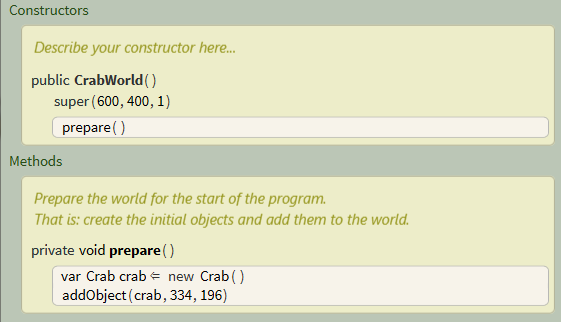 Constructors
Describe your constructor here...
public CrabWorld()
super(600, 400, 1)
prepare()
Methods
Prepare the world for the start of the program.
That is: create the initial objects and add them to the world.
private void prepare()
var Crab crab ⇐ new Crab()
addObject(crab, 334, 196)